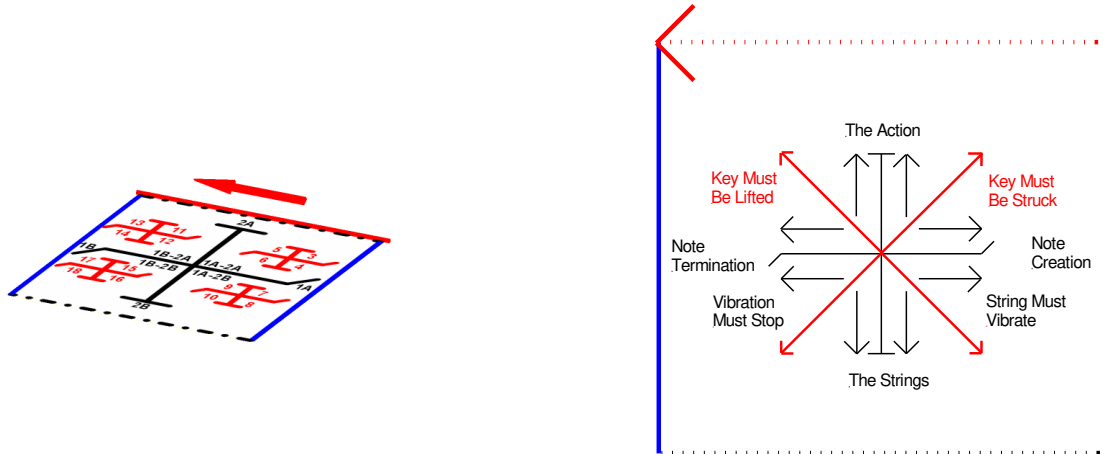 2A
13
11
14
12
5
3
6
4
1B
1B-2A
1A-2A
1B-2B
1A-2B
1A
17
15
18
16
9
7
10
8
2B
The Action
Key Must
Be Lifted
Key Must
Be Struck
Note
Termination
Note
Creation
Vibration
Must Stop
String Must
Vibrate
The Strings